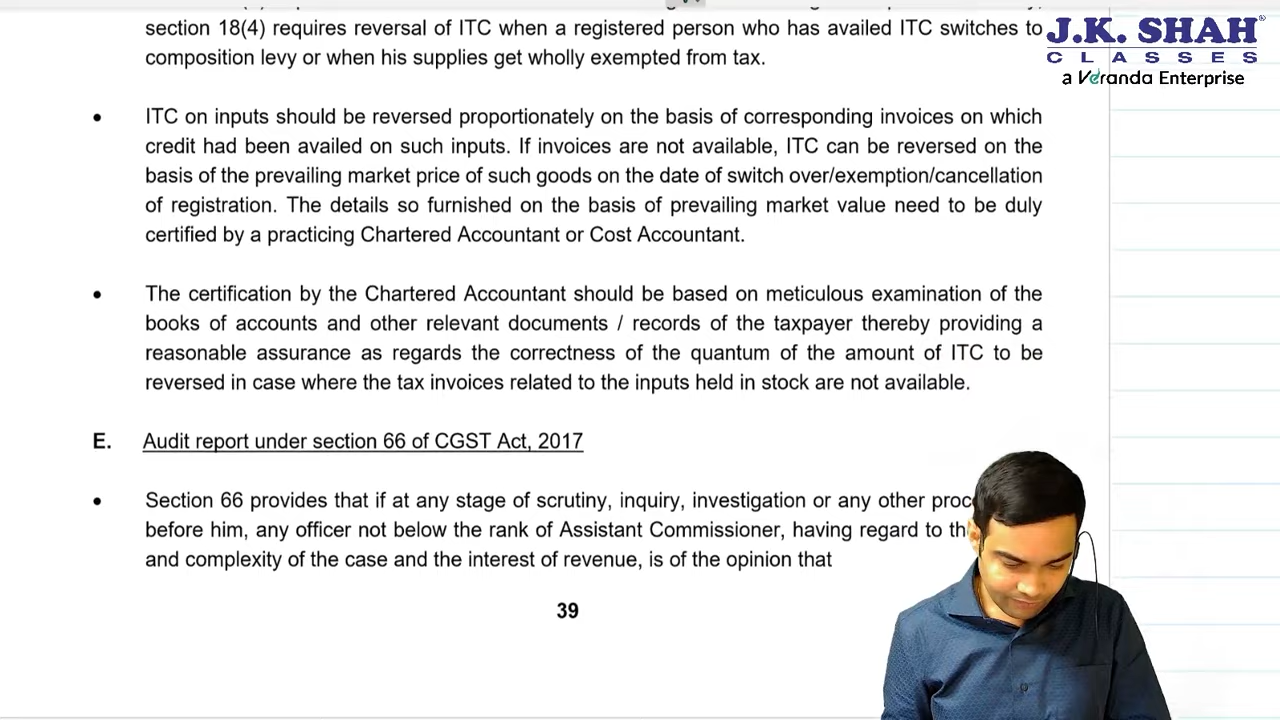 section 18(4) requires reversal of ITC when a registered person who has availed ITC switches to
composition levy or when his supplies get wholly exempted from tax.
J.K. SHAH®
CLASSES
a Veranda Enterprise
• ITC on inputs should be reversed proportionately on the basis of corresponding invoices on which
credit had been availed on such inputs. If invoices are not available, ITC can be reversed on the
basis of the prevailing market price of such goods on the date of switch over/exemption/cancellation
of registration. The details so furnished on the basis of prevailing market value need to be duly
certified by a practicing Chartered Accountant or Cost Accountant.
• The certification by the Chartered Accountant should be based on meticulous examination of the
books of accounts and other relevant documents / records of the taxpayer thereby providing a
reasonable assurance as regards the correctness of the quantum of the amount of ITC to be
reversed in case where the tax invoices related to the inputs held in stock are not available.
E. Audit report under section 66 of CGST Act, 2017
• Section 66 provides that if at any stage of scrutiny, inquiry, investigation or any other
before him, any officer not below the rank of Assistant Commissioner, having regard to
and complexity of the case and the interest of revenue, is of the opinion that
39